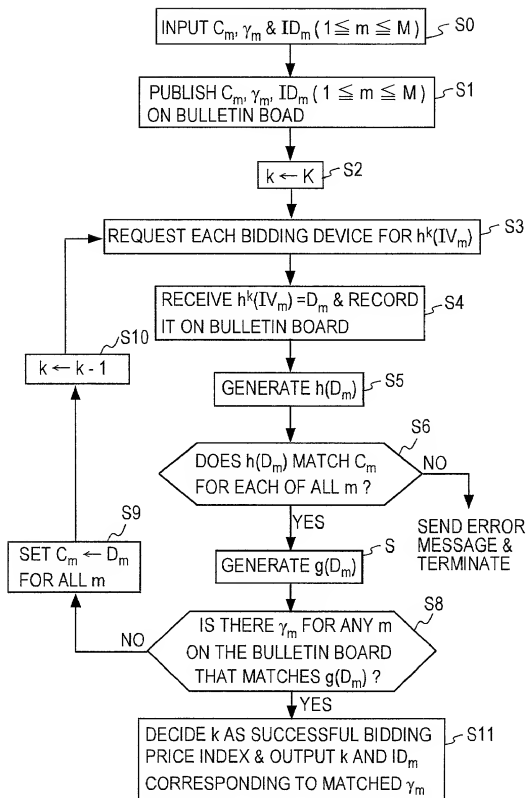 INPUT Cm, γm & IDm (1 ≦ m ≦ M)
S0
PUBLISH Cm, γm, IDm (1 ≦ m ≦ M)
ON BULLETIN BOAD
S1
k ← K
S2
REQUEST EACH BIDDING DEVICE FOR h^k(IVm)
S3
RECEIVE h^k(IVm) =Dm & RECORD
IT ON BULLETIN BOARD
S4
S10
k ← k - 1
GENERATE h(Dm)
S5
DOES h(Dm) MATCH Cm
FOR EACH OF ALL m ?
S6
NO
SEND ERROR
MESSAGE &
TERMINATE
YES
S9
SET Cm ← Dm
FOR ALL m
GENERATE g(Dm)
S
IS THERE γm FOR ANY m
ON THE BULLETIN BOARD
THAT MATCHES g(Dm) ?
S8
NO
YES
DECIDE k AS SUCCESSFUL BIDDING
PRICE INDEX & OUTPUT k AND IDm
CORRESPONDING TO MATCHED γm
S11